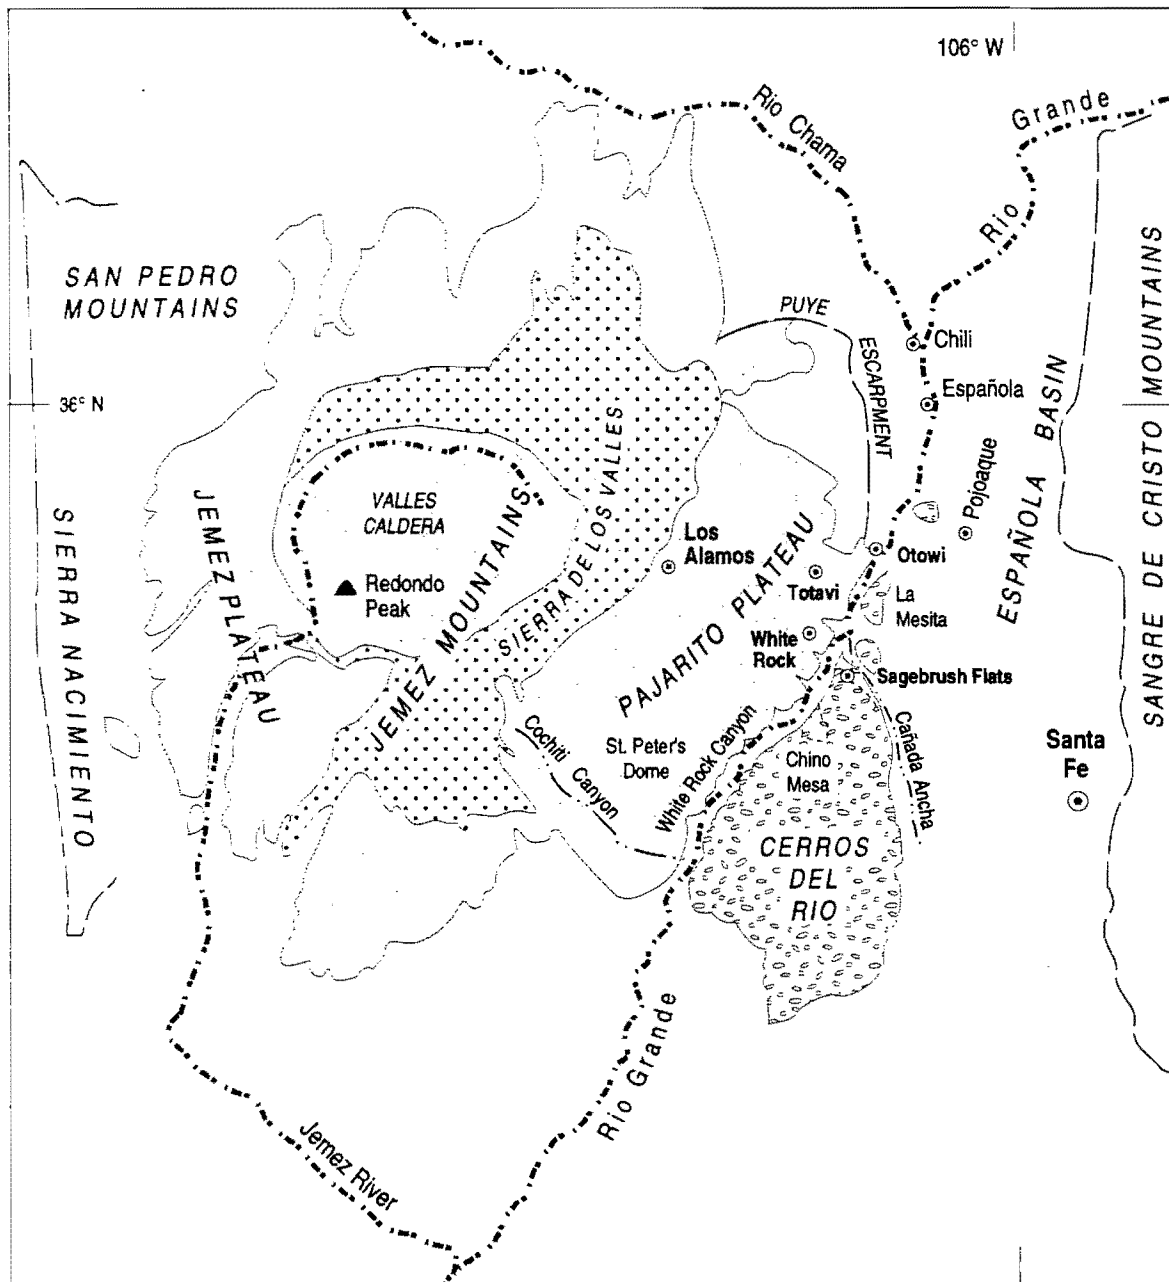 106° W
Rio Chama
Grande
Rio
SAN PEDRO
MOUNTAINS
PUYE
ESCARPMENT
Chili
36° N
Española
SANGRE DE CRISTO MOUNTAINS
ESPAÑOLA BASIN
Pojoaque
VALLES
CALDERA
SIERRA DE LOS VALLES
JEMEZ PLATEAU
SIERRA NACIMIENTO
Los
Alamos
Otowi
Redondo
Peak
Totavi
La
Mesita
JEMEZ MOUNTAINS
PAJARITO PLATEAU
White
Rock
Sagebrush Flats
Cochiti Canyon
St. Peter's
Dome
White Rock Canyon
Chino
Mesa
Cañada Ancha
Santa
Fe
CERROS
DEL
RIO
Rio Grande
Jemez River